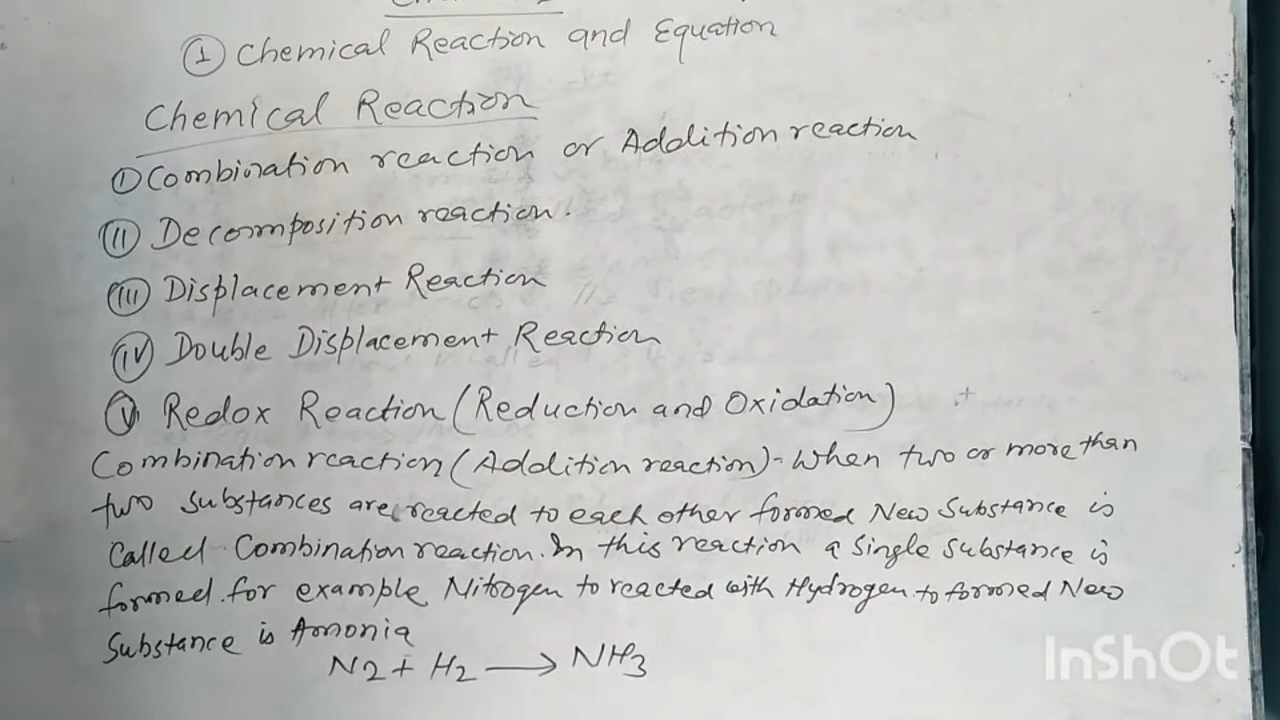 ① Chemical Reaction and Equation
Chemical Reaction
① Combination reaction or Addition reaction
(II) Decomposition reaction.
(III) Displacement Reaction
(IV) Double Displacement Reaction
(V) Redox Reaction (Reduction and Oxidation)
Combination reaction (Addition reaction) - When two or more than
two substances are reacted to each other formed New Substance is
Called Combination reaction. In this reaction a Single Substance is
formed. for example Nitrogen to reacted with Hydrogen to formed New
Substance is Amonia
N2 + H2 ⟶ NH3
InShOt